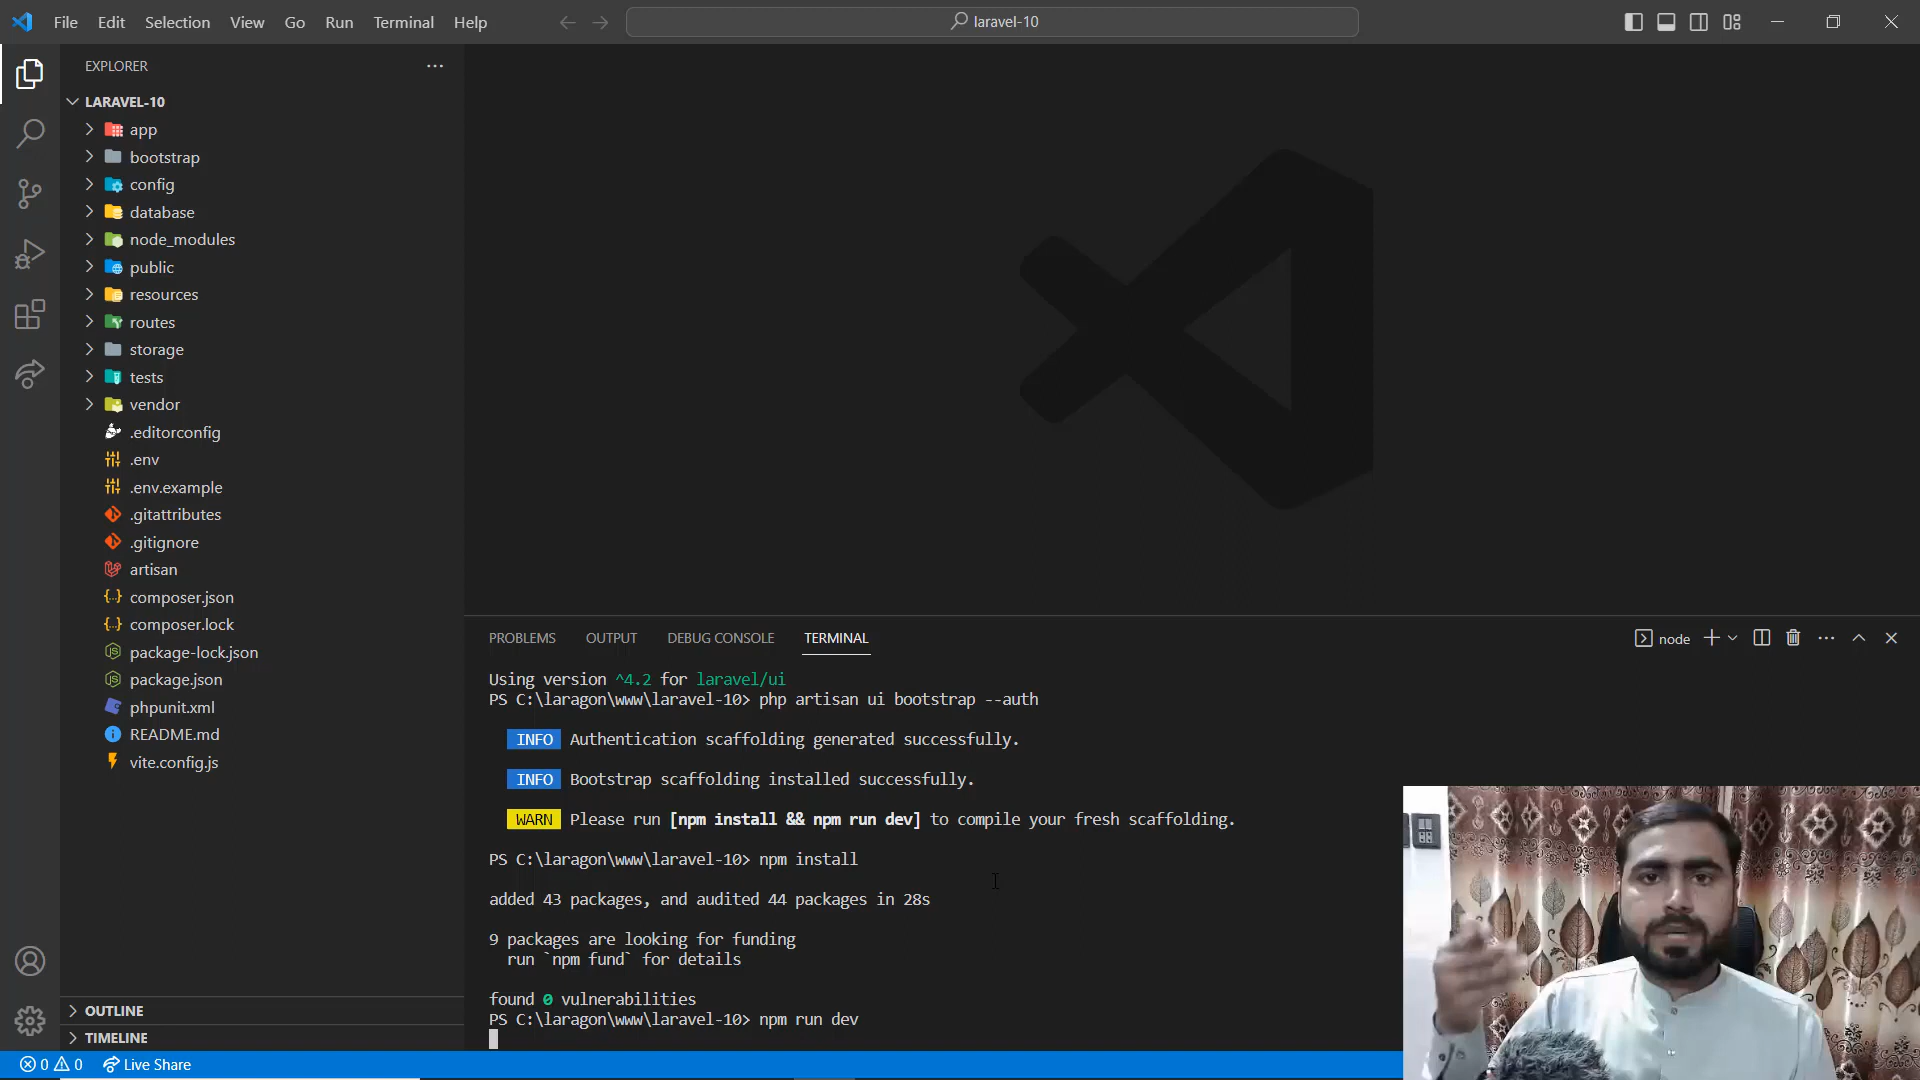 File Edit Selection View Go Run Terminal Help
laravel-10
EXPLORER
LARAVEL-10
app
bootstrap
config
database
node_modules
public
resources
routes
storage
tests
vendor
.editorconfig
.env
.env.example
.gitattributes
.gitignore
artisan
composer.json
composer.lock
package-lock.json
package.json
phpunit.xml
README.md
vite.config.js
OUTLINE
TIMELINE
PROBLEMS OUTPUT DEBUG CONSOLE TERMINAL
node
Using version ^4.2 for laravel/ui
PS C:\laragon\www\laravel-10> php artisan ui bootstrap --auth
INFO Authentication scaffolding generated successfully.
INFO Bootstrap scaffolding installed successfully.
WARN Please run [npm install && npm run dev] to compile your fresh scaffolding.
PS C:\laragon\www\laravel-10> npm install
added 43 packages, and audited 44 packages in 28s
9 packages are looking for funding
run `npm fund` for details
found 0 vulnerabilities
PS C:\laragon\www\laravel-10> npm run dev
0 0 Live Share